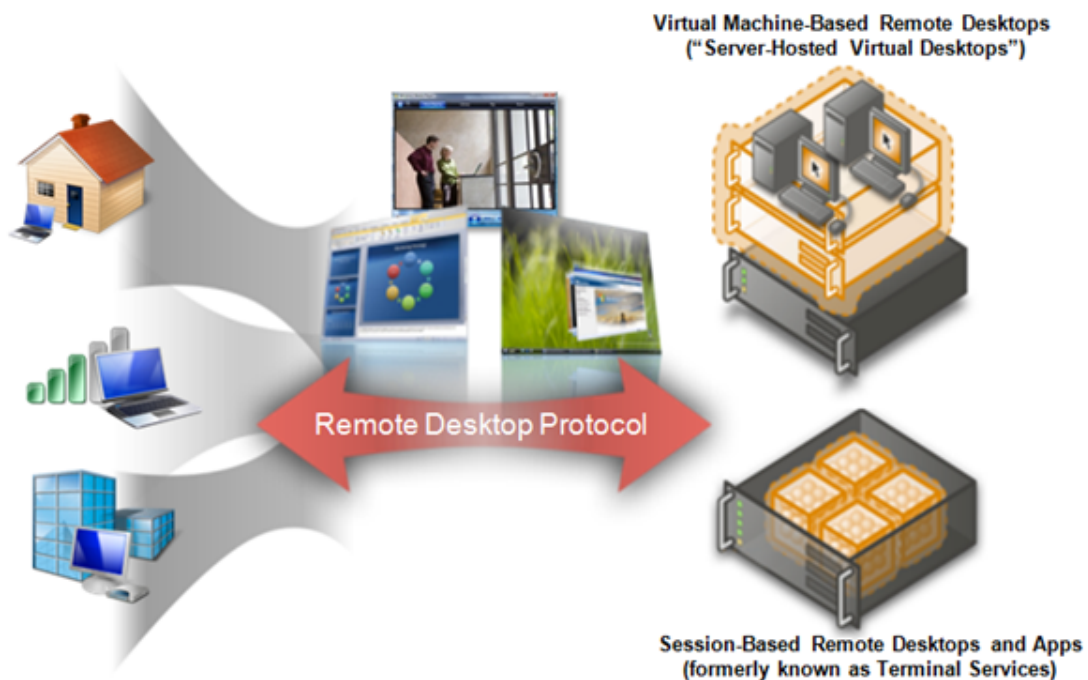 Virtual Machine-Based Remote Desktops
(“Server-Hosted Virtual Desktops”)
Remote Desktop Protocol
Session-Based Remote Desktops and Apps
(formerly known as Terminal Services)